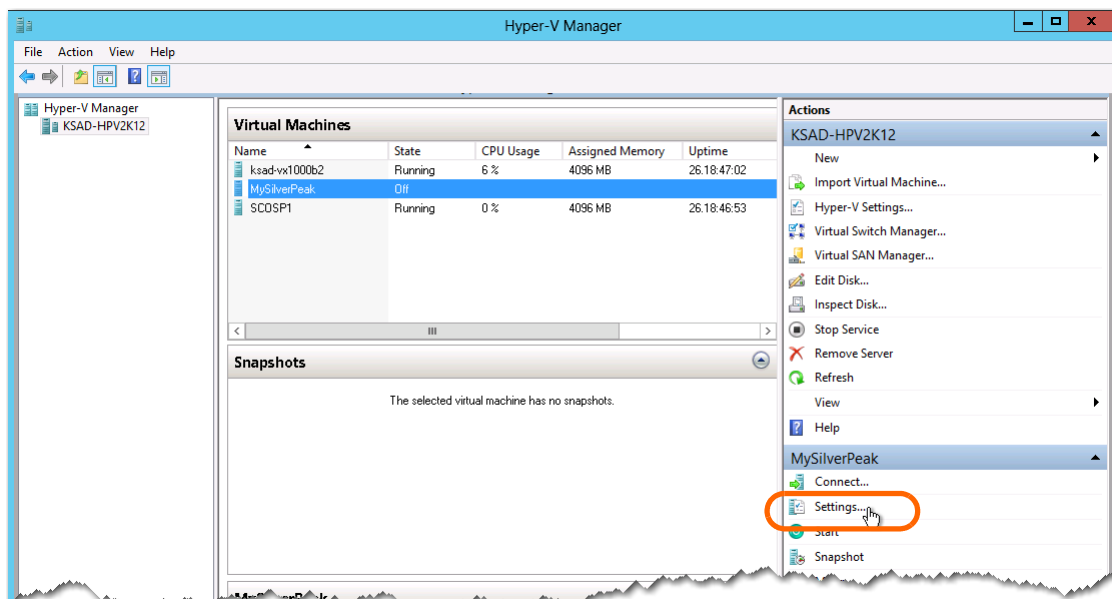 Hyper-V Manager
File Action View Help
Hyper-V Manager
KSAD-HPV2K12
Virtual Machines
Name State CPU Usage Assigned Memory Uptime
ksad-vx1000b2 Running 6 % 4096 MB 26.18:47:02
MySilverPeak Off
SCOSP1 Running 0 % 4096 MB 26.18:46:53
Snapshots
The selected virtual machine has no snapshots.
Actions
KSAD-HPV2K12
New
Import Virtual Machine...
Hyper-V Settings...
Virtual Switch Manager...
Virtual SAN Manager...
Edit Disk...
Inspect Disk...
Stop Service
Remove Server
Refresh
View
Help
MySilverPeak
Connect...
Settings...
Start
Snapshot
MySilverPeak